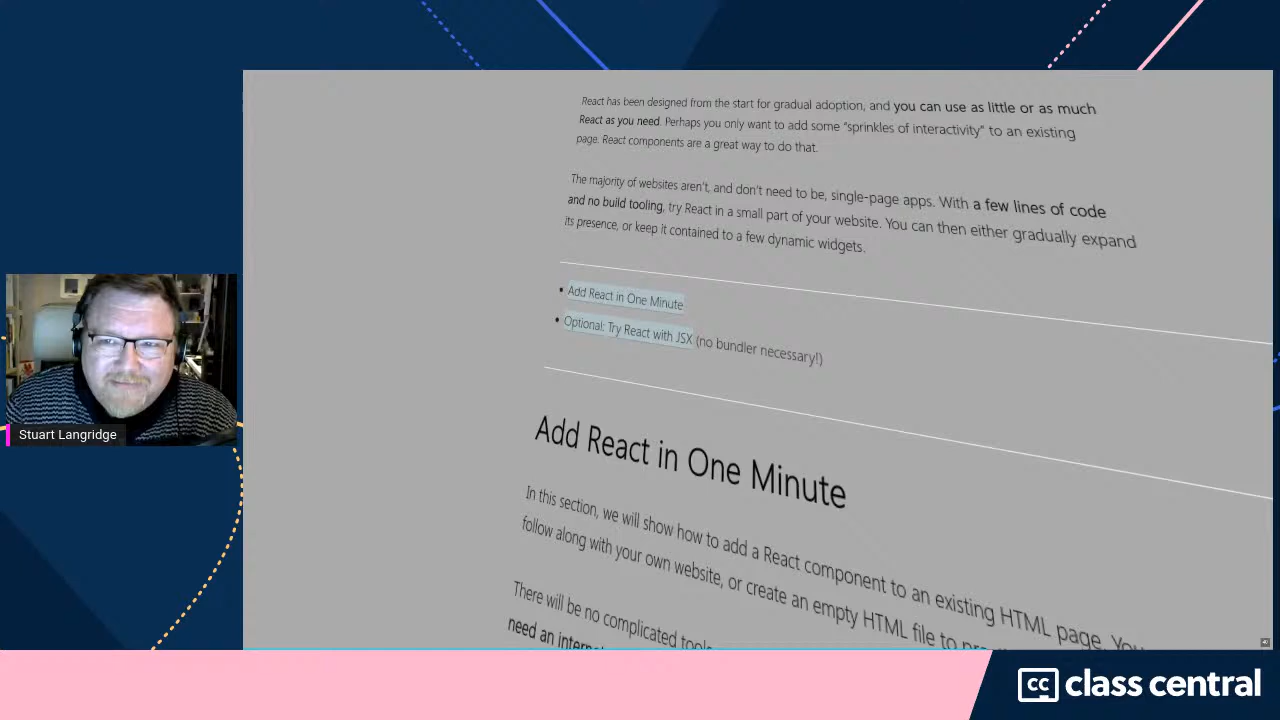 React has been designed from the start for gradual adoption, and you can use as little or as much
React as you need. Perhaps you only want to add some “sprinkles of interactivity” to an existing
page. React components are a great way to do that.
The majority of websites aren't, and don't need to be, single-page apps. With a few lines of code
and no build tooling, try React in a small part of your website. You can then either gradually expand
its presence, or keep it contained to a few dynamic widgets.
• Add React in One Minute
• Optional: Try React with JSX (no bundler necessary!)
Add React in One Minute
In this section, we will show how to add a React component to an existing HTML page. You
follow along with your own website, or create an empty HTML file to
There will be no complicated tools
need an
Stuart Langridge
cc class central